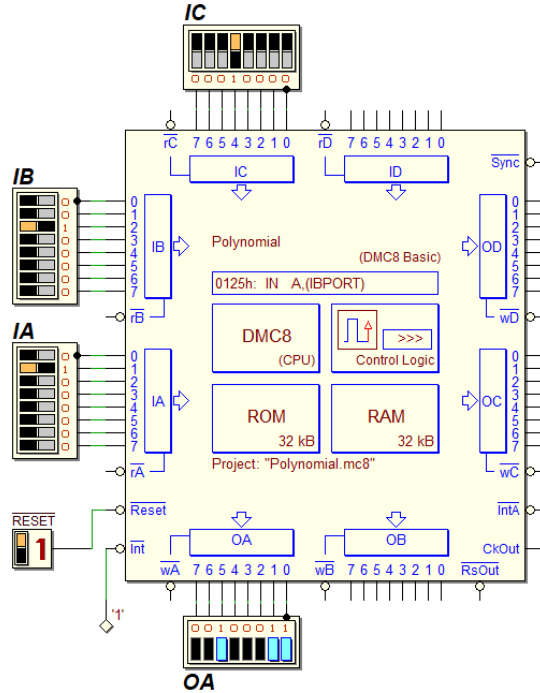 IC
0 0 0 1 0 0 0 0
rC 7 6 5 4 3 2 1 0
rD 7 6 5 4 3 2 1 0
IC
ID
Sync
IB
0
0
1
0
0
0
0
0
0
1
2
3
4
5
6
7
IB
rB
Polynomial
(DMC8 Basic)
0125h: IN A,(IBPORT)
DMC8
(CPU)
>>>
Control Logic
ROM
32 kB
RAM
32 kB
Project: "Polynomial.mc8"
0
1
2
3
4
5
6
7
OD
wD
IA
0
1
0
0
0
0
0
0
0
1
2
3
4
5
6
7
IA
rA
0
1
2
3
4
5
6
7
OC
wC
RESET
1
Reset
Int
'1'
IntA
CkOut
RsOut
OA
OB
wA 7 6 5 4 3 2 1 0
wB 7 6 5 4 3 2 1 0
0 0 1 0 0 0 1 1
OA